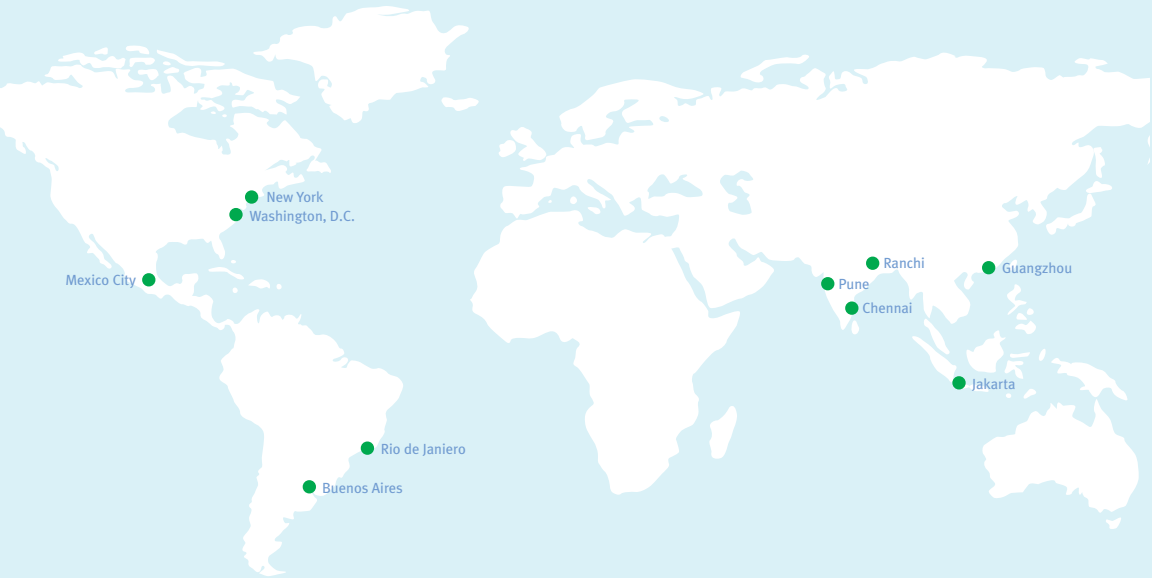 New York
Washington, D.C.
Mexico City
Ranchi
Guangzhou
Pune
Chennai
Jakarta
Rio de Janiero
Buenos Aires